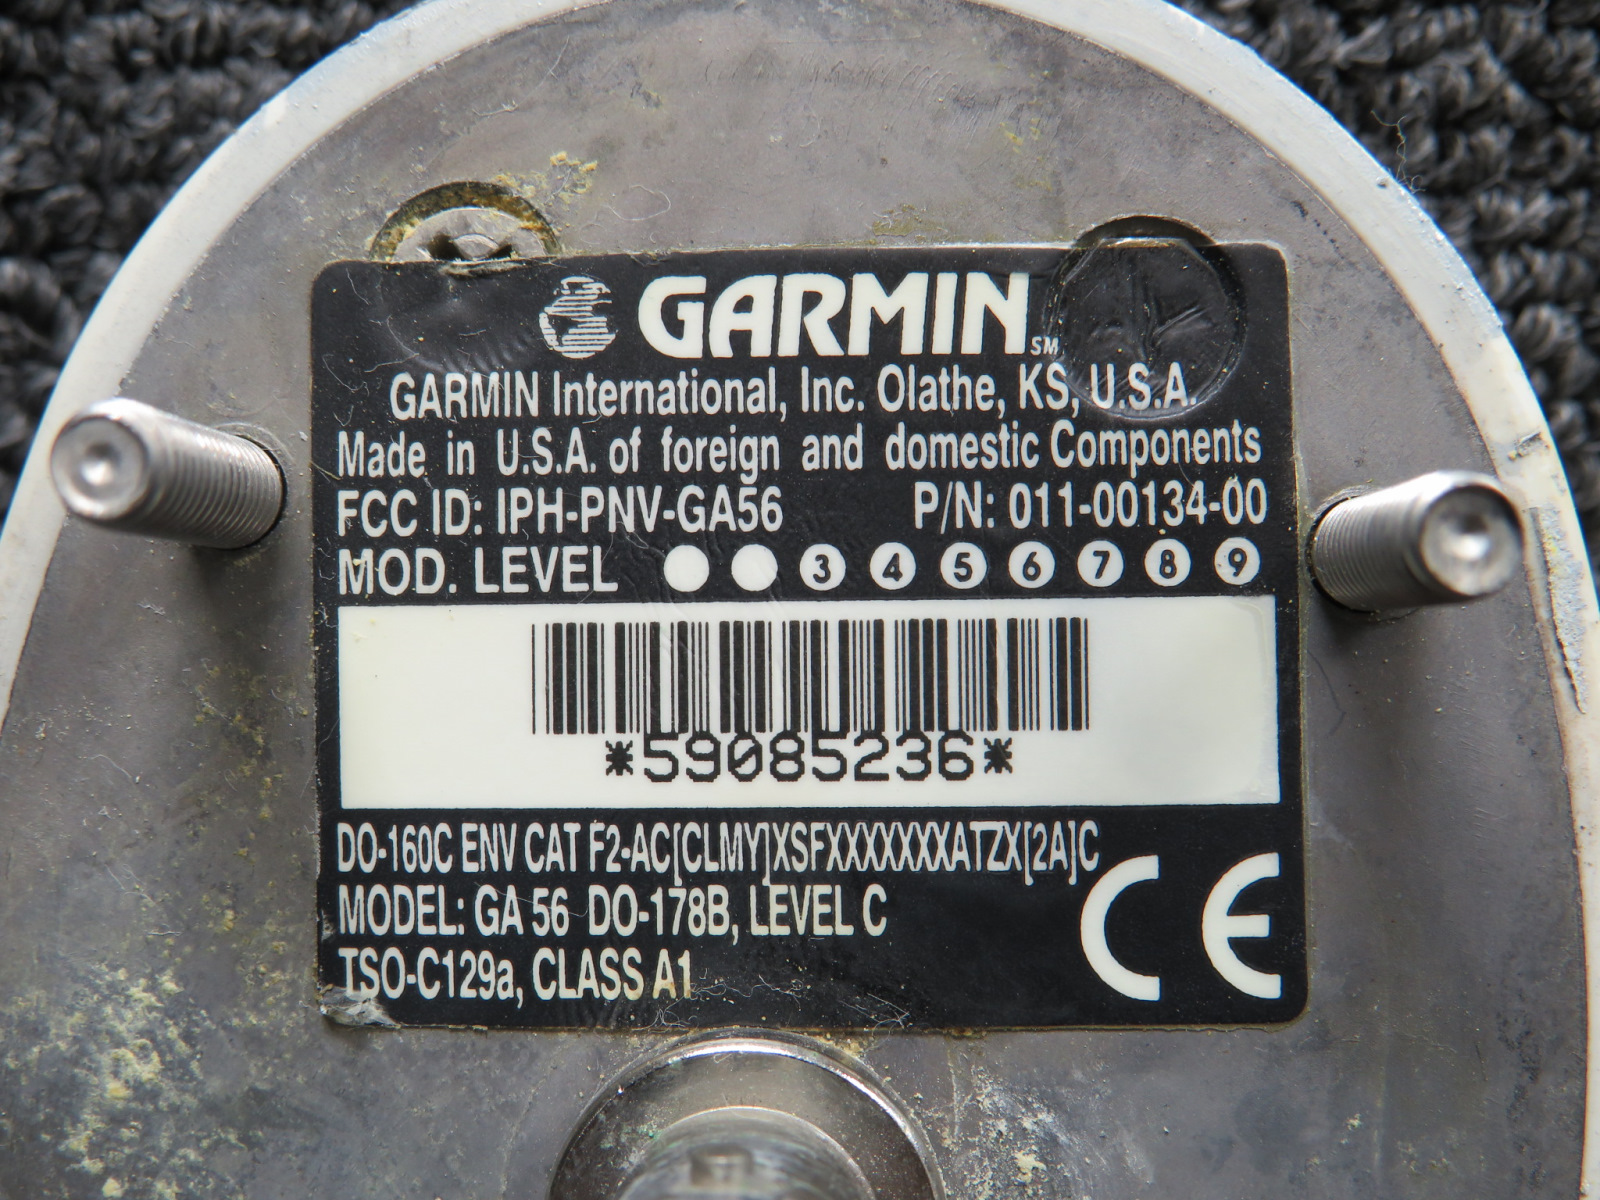 GARMIN SM
GARMIN International, Inc. Olathe, KS, U.S.A.
Made in U.S.A. of foreign and domestic Components
FCC ID: IPH-PNV-GA56 P/N: 011-00134-00
MOD. LEVEL 3 4 5 6 7 8 9
*59085236*
DO-160C ENV CAT F2-AC[CLMY]XSFXXXXXXXATZX[2A]C
MODEL: GA 56 DO-178B, LEVEL C
TSO-C129a, CLASS A1
CE